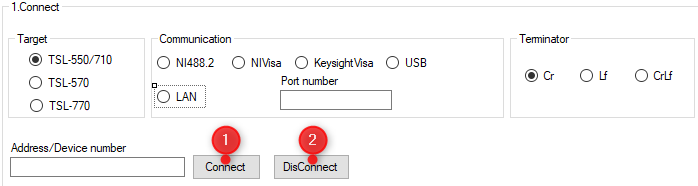 1.Connect
Target
Communication
Terminator
TSL-550/710
NI488.2
NIVisa
KeysightVisa
USB
Cr
Lf
CrLf
TSL-570
Port number
TSL-770
LAN
1
2
Address/Device number
Connect
DisConnect